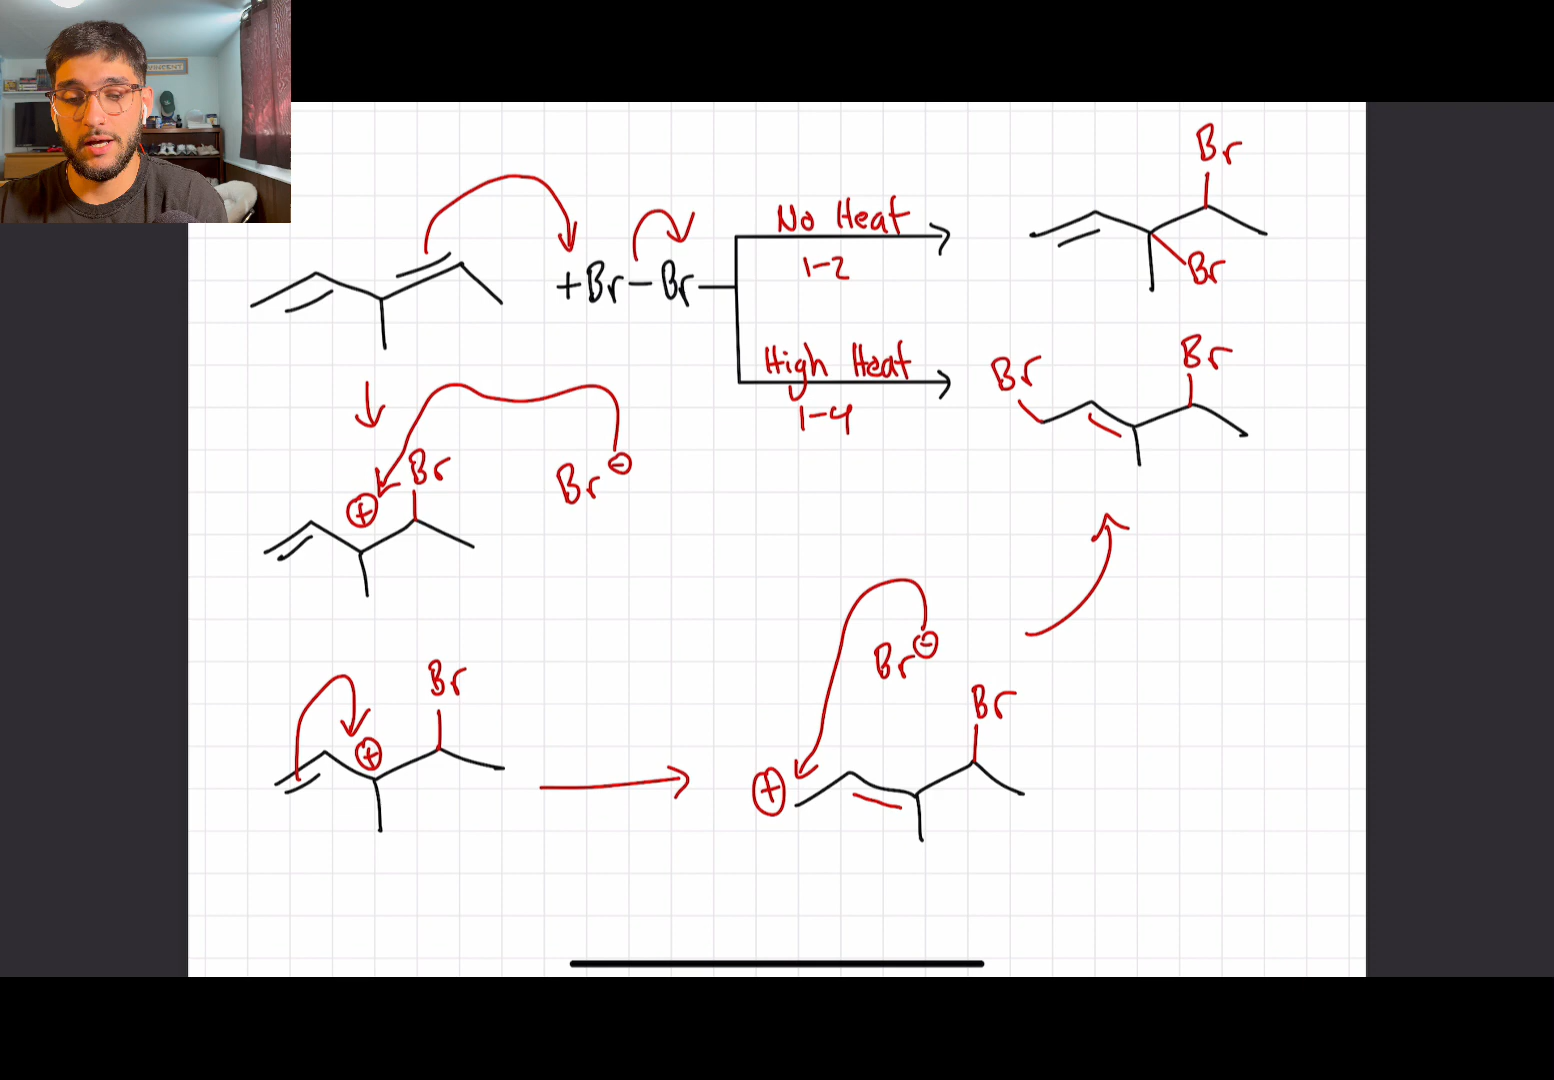 VINCENT
Br
No Heat
1-2
Br
+Br-Br
High Heat
1-4
Br
Br
Br
⊕
Br⊖
Br
⊕
Br⊖
Br
⊕